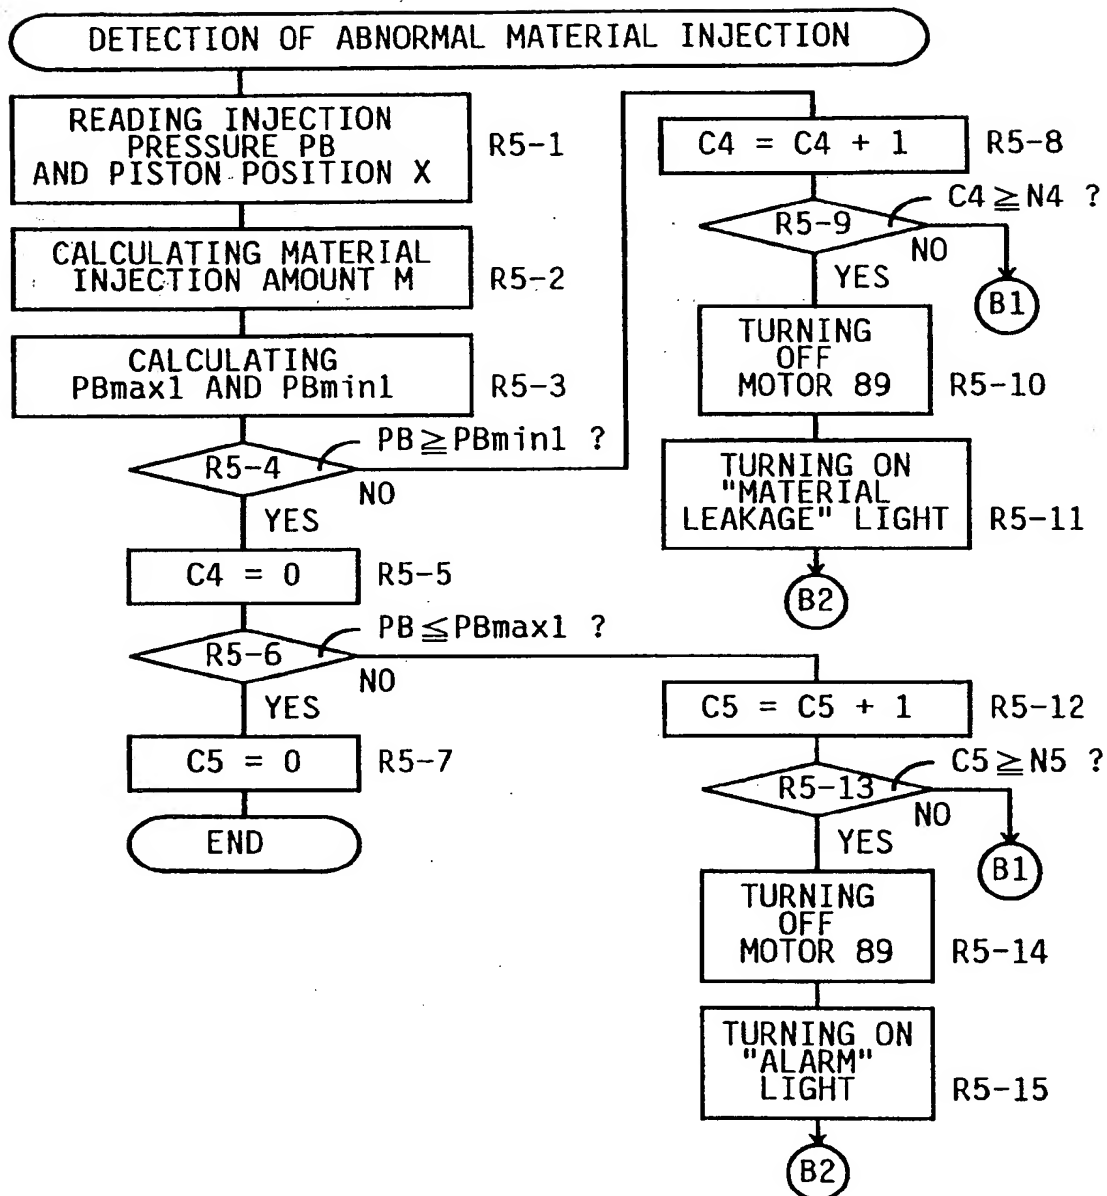 DETECTION OF ABNORMAL MATERIAL INJECTION
READING INJECTION
PRESSURE PB
AND PISTON POSITION X
R5-1
CALCULATING MATERIAL
INJECTION AMOUNT M
R5-2
CALCULATING
PBmax1 AND PBmin1
R5-3
PB≧PBmin1 ?
R5-4
NO
YES
C4 = 0
R5-5
PB≦PBmax1 ?
R5-6
NO
YES
C5 = 0
R5-7
END
C4 = C4 + 1
R5-8
C4≧N4 ?
R5-9
NO
YES
B1
TURNING
OFF
MOTOR 89
R5-10
TURNING ON
"MATERIAL
LEAKAGE" LIGHT
R5-11
B2
C5 = C5 + 1
R5-12
C5≧N5 ?
R5-13
NO
YES
B1
TURNING
OFF
MOTOR 89
R5-14
TURNING ON
"ALARM"
LIGHT
R5-15
B2